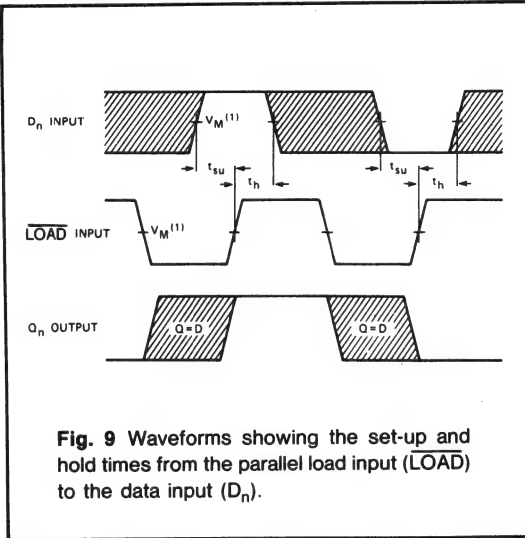 Dn INPUT
VM(1)
tsu
th
tsu
th
LOAD INPUT
VM(1)
Qn OUTPUT
Q=D
Q=D
Fig. 9 Waveforms showing the set-up and
hold times from the parallel load input (LOAD)
to the data input (Dn).